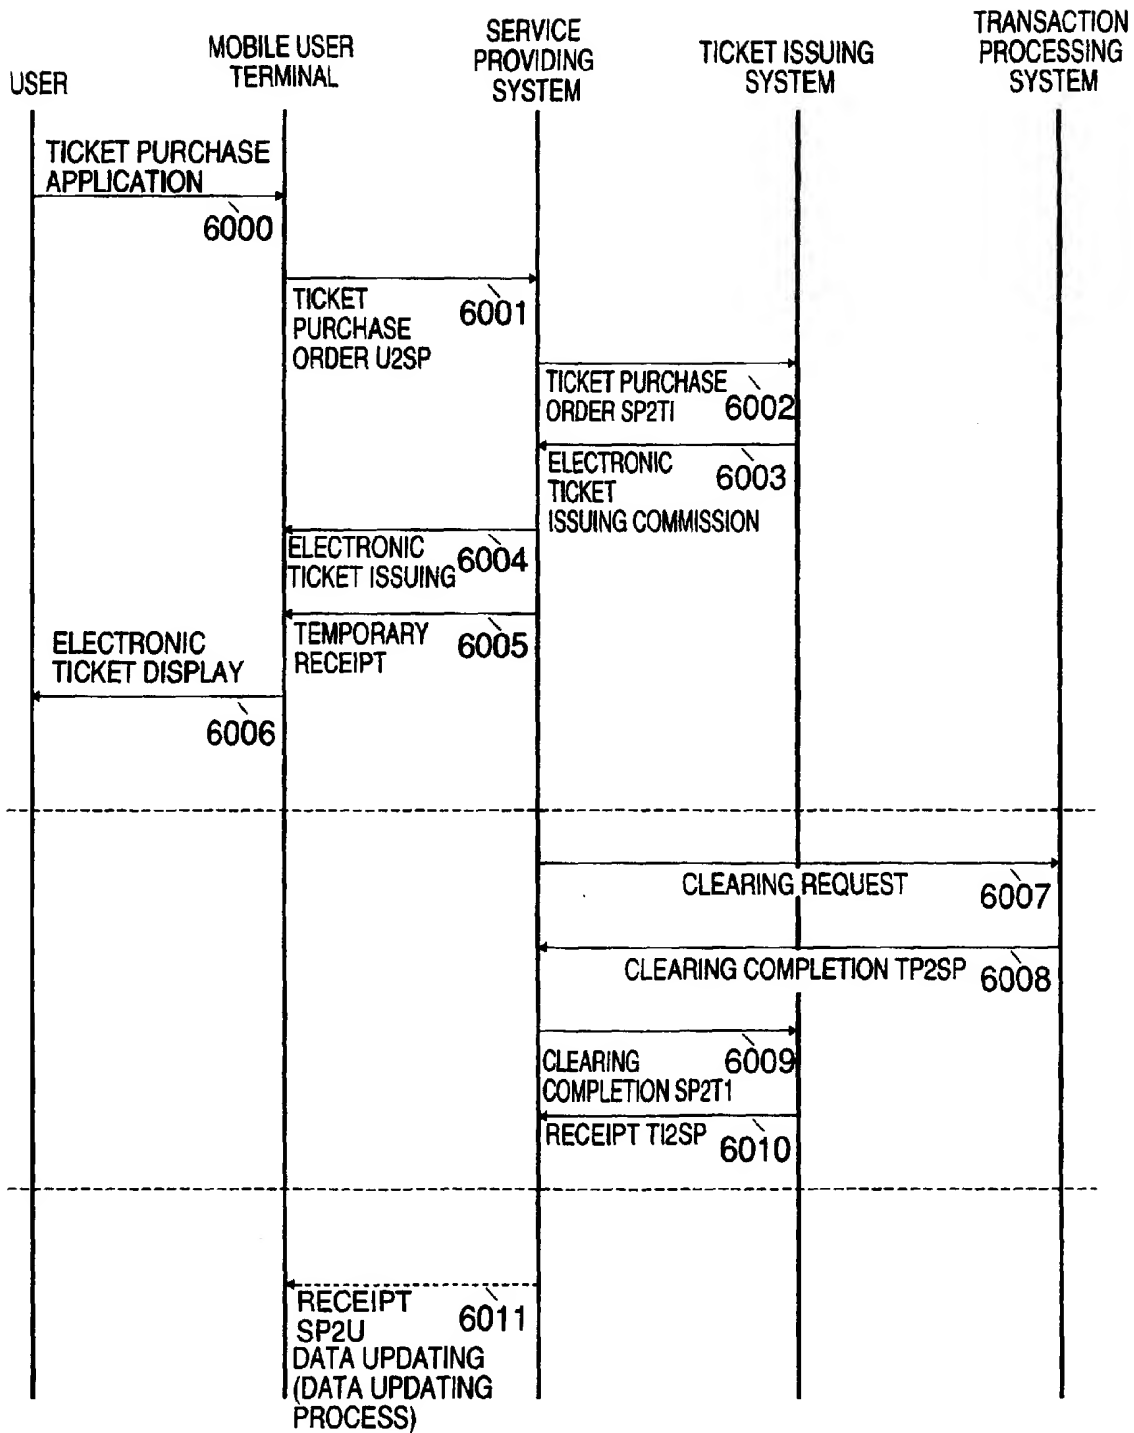 USER
MOBILE USER
TERMINAL
SERVICE
PROVIDING
SYSTEM
TICKET ISSUING
SYSTEM
TRANSACTION
PROCESSING
SYSTEM
TICKET PURCHASE
APPLICATION
6000
TICKET
PURCHASE
ORDER U2SP
6001
TICKET PURCHASE
ORDER SP2TI
6002
ELECTRONIC
TICKET
ISSUING COMMISSION
6003
ELECTRONIC
TICKET ISSUING
6004
TEMPORARY
RECEIPT
6005
ELECTRONIC
TICKET DISPLAY
6006
CLEARING REQUEST
6007
CLEARING COMPLETION TP2SP
6008
CLEARING
COMPLETION SP2T1
6009
RECEIPT TI2SP
6010
RECEIPT
SP2U
6011
DATA UPDATING
(DATA UPDATING
PROCESS)